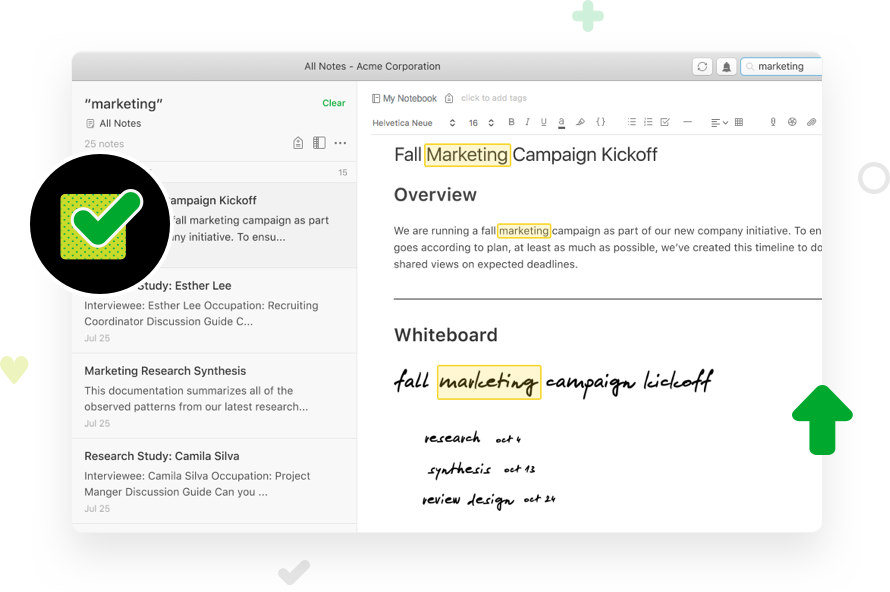 All Notes - Acme Corporation
marketing
“marketing”
Clear
All Notes
25 notes
15
ampaign Kickoff
fall marketing campaign as part
ny initiative. To ensu...
Study: Esther Lee
Interviewee: Esther Lee Occupation: Recruiting
Coordinator Discussion Guide C...
Jul 25
Marketing Research Synthesis
This documentation summarizes all of the
observed patterns from our latest research...
Jul 25
Research Study: Camila Silva
Interviewee: Camila Silva Occupation: Project
Manger Discussion Guide Can you ...
Jul 25
My Notebook
click to add tags
Helvetica Neue 16 B I U a {}
Fall Marketing Campaign Kickoff
Overview
We are running a fall marketing campaign as part of our new company initiative. To en
goes according to plan, at least as much as possible, we’ve created this timeline to do
shared views on expected deadlines.
Whiteboard
fall marketing campaign kickoff
research oct 4
synthesis oct 13
review design oct 24